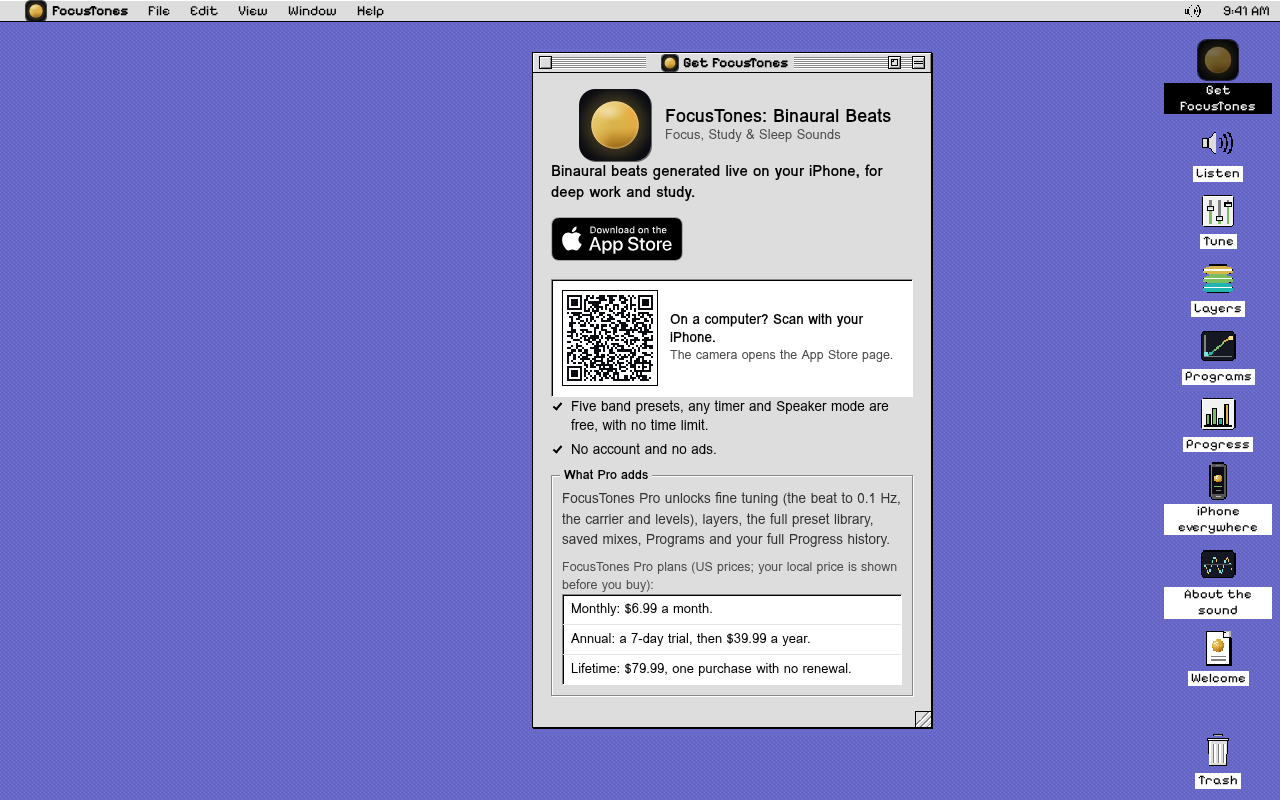 FocusTones File Edit View Window Help 9:41 AM
Get FocusTones
FocusTones: Binaural Beats
Focus, Study & Sleep Sounds
Binaural beats generated live on your iPhone, for
deep work and study.
Download on the
App Store
On a computer? Scan with your
iPhone.
The camera opens the App Store page.
Five band presets, any timer and Speaker mode are
free, with no time limit.
No account and no ads.
What Pro adds
FocusTones Pro unlocks fine tuning (the beat to 0.1 Hz,
the carrier and levels), layers, the full preset library,
saved mixes, Programs and your full Progress history.
FocusTones Pro plans (US prices; your local price is shown
before you buy):
Monthly: $6.99 a month.
Annual: a 7-day trial, then $39.99 a year.
Lifetime: $79.99, one purchase with no renewal.
Get
FocusTones
Listen
Tune
Layers
Programs
Progress
iPhone
everywhere
About the
sound
Welcome
Trash